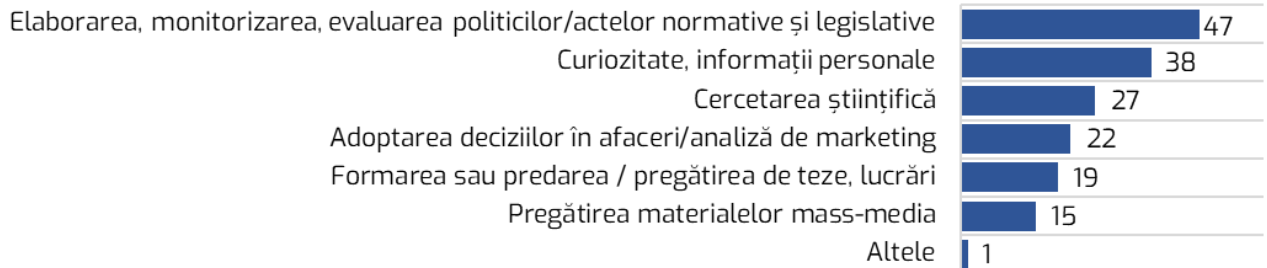 Elaborarea, monitorizarea, evaluarea politicilor/actelor normative și legislative 47
Curiozitate, informații personale 38
Cercetarea științifică 27
Adoptarea deciziilor în afaceri/analiză de marketing 22
Formarea sau predarea / pregătirea de teze, lucrări 19
Pregătirea materialelor mass-media 15
Altele 1